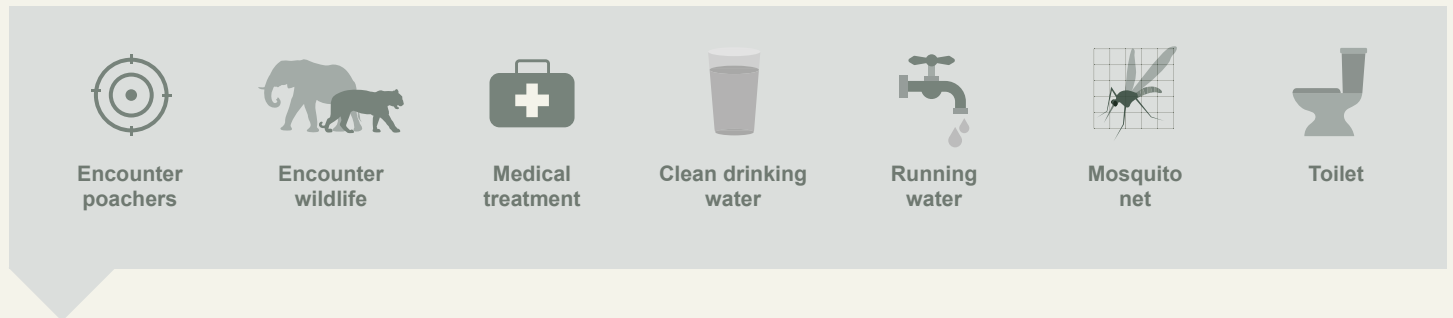 Encounter
poachers
Encounter
wildlife
Medical
treatment
Clean drinking
water
Running
water
Mosquito
net
Toilet